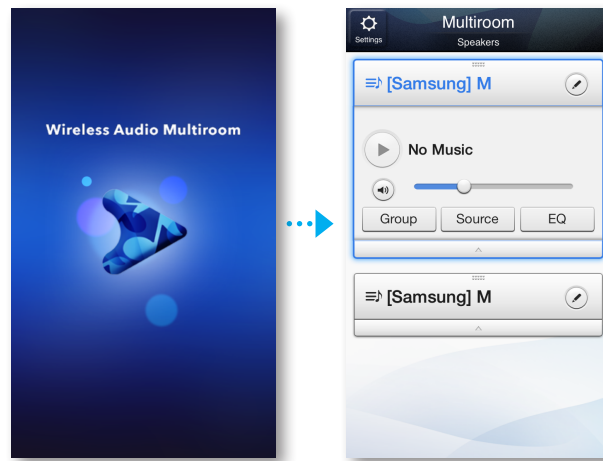 Wireless Audio Multiroom
Multiroom
Settings
Speakers
[Samsung] M
No Music
Group Source EQ
[Samsung] M